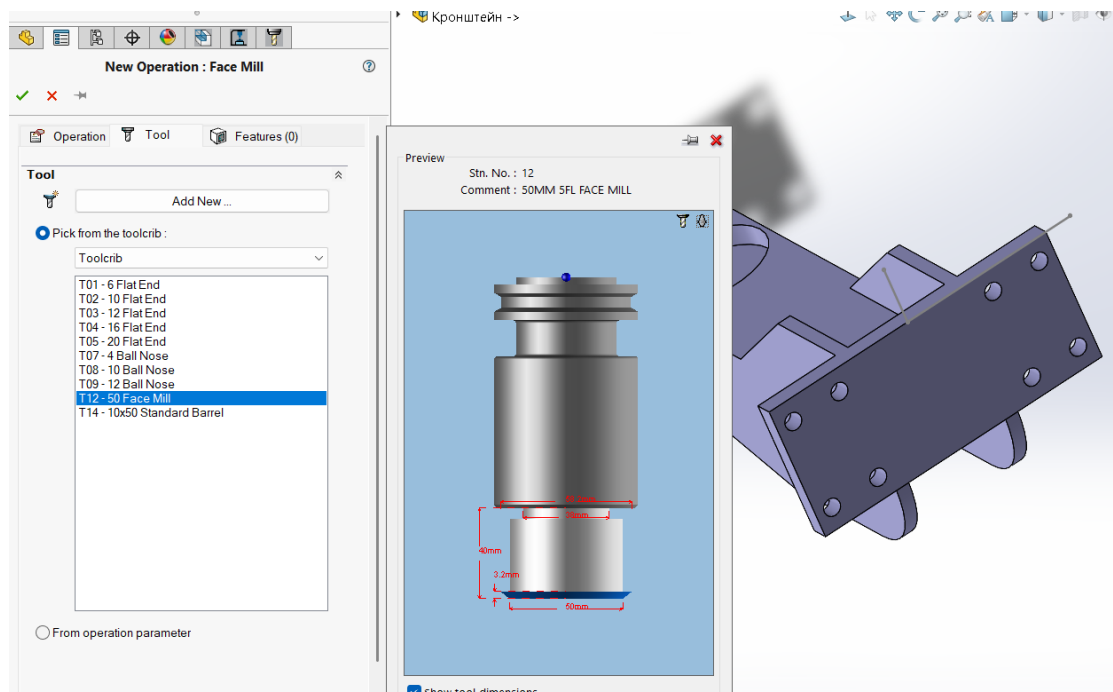 Кронштейн ->
New Operation : Face Mill
Operation
Tool
Features (0)
Tool
Add New ...
Pick from the toolcrib :
Toolcrib
T01 - 6 Flat End
T02 - 10 Flat End
T03 - 12 Flat End
T04 - 16 Flat End
T05 - 20 Flat End
T07 - 4 Ball Nose
T08 - 10 Ball Nose
T09 - 12 Ball Nose
T12 - 50 Face Mill
T14 - 10x50 Standard Barrel
From operation parameter
Preview
Stn. No. : 12
Comment : 50MM 5FL FACE MILL
40mm
3.2mm
50mm
Show tool dimensions